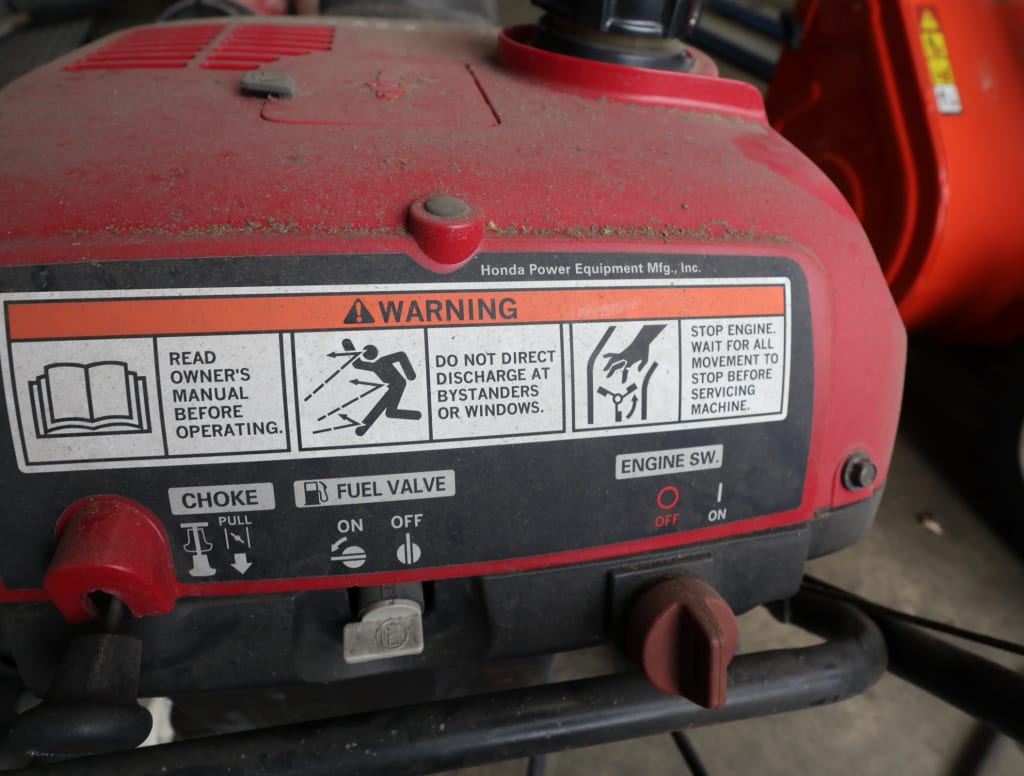 Honda Power Equipment Mfg., Inc.
WARNING
READ
OWNER'S
MANUAL
BEFORE
OPERATING.
DO NOT DIRECT
DISCHARGE AT
BYSTANDERS
OR WINDOWS.
STOP ENGINE.
WAIT FOR ALL
MOVEMENT TO
STOP BEFORE
SERVICING
MACHINE.
CHOKE
PULL
FUEL VALVE
ON
OFF
ENGINE SW.
OFF
ON